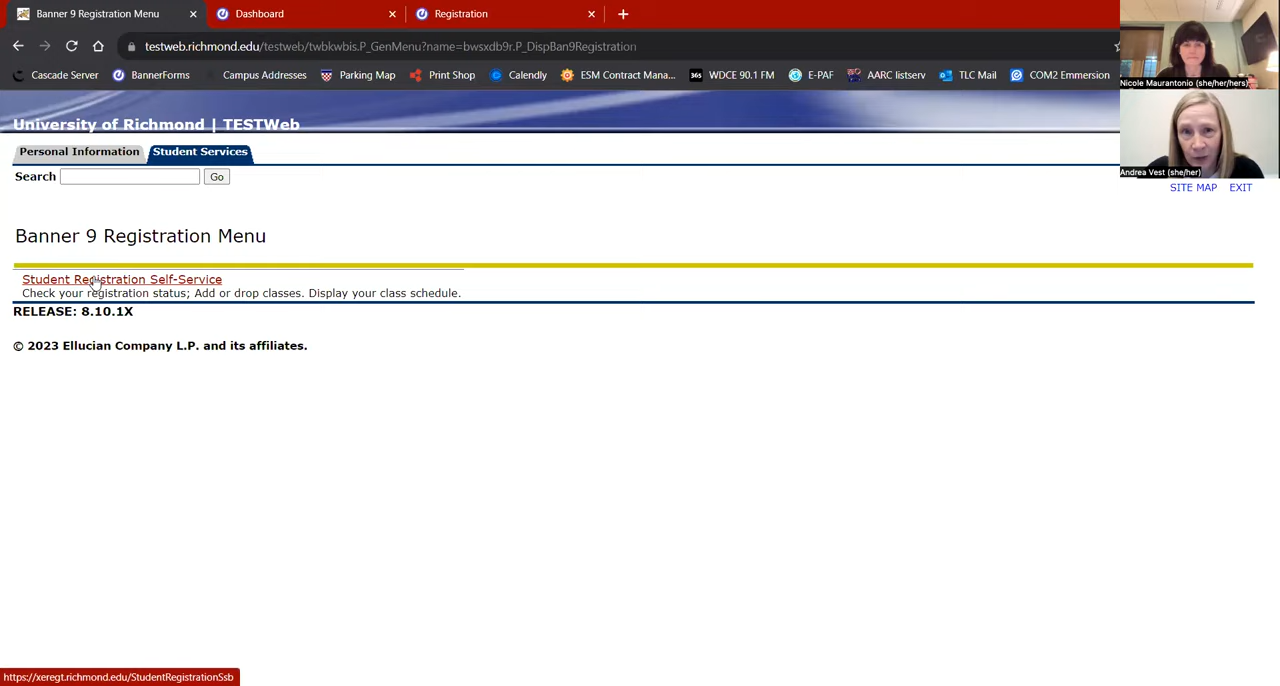 Banner 9 Registration Menu
Dashboard
Registration
testweb.richmond.edu/testweb/twbkwbis.P_GenMenu?name=bwsxdb9r.P_DispBan9Registration
Cascade Server
BannerForms
Campus Addresses
Parking Map
Print Shop
Calendly
ESM Contract Mana...
365 WDCE 90.1 FM
E-PAF
AARC listserv
TLC Mail
COM2 Emmersion
Nicole Maurantonio (she/her/hers)
University of Richmond | TESTWeb
Personal Information
Student Services
Andrea Vest (she/her)
Search
Go
SITE MAP
EXIT
Banner 9 Registration Menu
Student Registration Self-Service
Check your registration status; Add or drop classes. Display your class schedule.
RELEASE: 8.10.1X
© 2023 Ellucian Company L.P. and its affiliates.
https://xeregt.richmond.edu/StudentRegistrationSsb